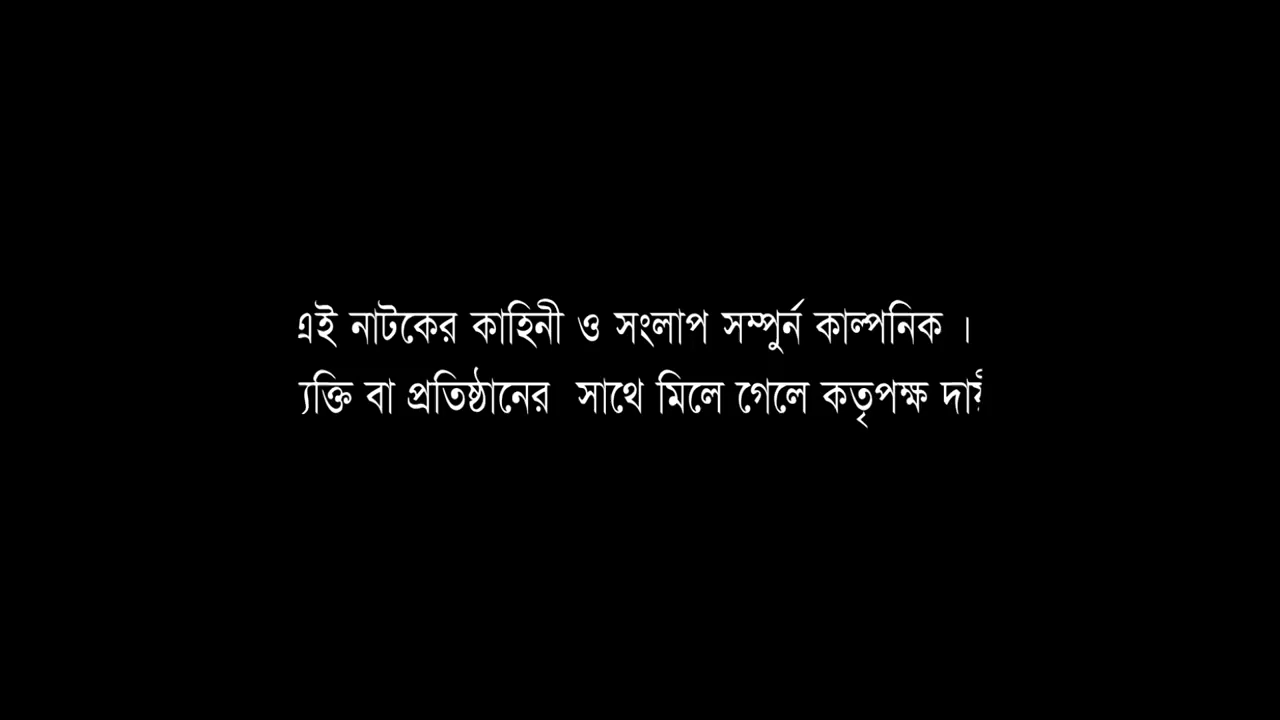 এই নাটকের কাহিনী ও সংলাপ সম্পুর্ন কাল্পনিক ।
বা প্রতিষ্ঠানের সাথে মিলে গেলে কতৃপক্ষ